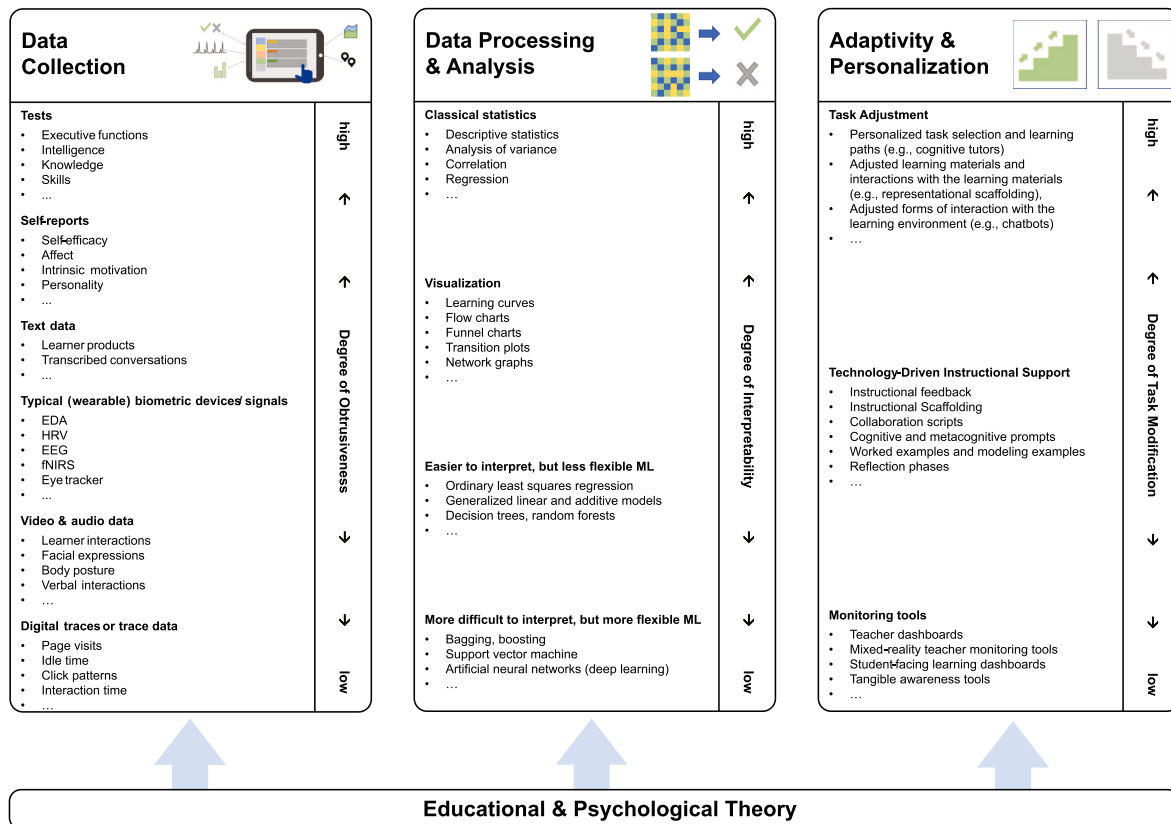 Data
Collection
Tests
• Executive functions
• Intelligence
• Knowledge
• Skills
• ...
Self-reports
• Self-efficacy
• Affect
• Intrinsic motivation
• Personality
• ...
Text data
• Learner products
• Transcribed conversations
• ...
Typical (wearable) biometric devices/ signals
• EDA
• HRV
• EEG
• fNIRS
• Eye tracker
• ...
Video & audio data
• Learner interactions
• Facial expressions
• Body posture
• Verbal interactions
• …
Digital traces or trace data
• Page visits
• Idle time
• Click patterns
• Interaction time
• …
high
Degree of Obtrusiveness
low
Data Processing
& Analysis
Classical statistics
• Descriptive statistics
• Analysis of variance
• Correlation
• Regression
• …
Visualization
• Learning curves
• Flow charts
• Funnel charts
• Transition plots
• Network graphs
• …
Easier to interpret, but less flexible ML
• Ordinary least squares regression
• Generalized linear and additive models
• Decision trees, random forests
• …
More difficult to interpret, but more flexible ML
• Bagging, boosting
• Support vector machine
• Artificial neural networks (deep learning)
• …
high
Degree of Interpretability
low
Adaptivity &
Personalization
Task Adjustment
• Personalized task selection and learning
paths (e.g., cognitive tutors)
• Adjusted learning materials and
interactions with the learning materials
(e.g., representational scaffolding),
• Adjusted forms of interaction with the
learning environment (e.g., chatbots)
• …
Technology-Driven Instructional Support
• Instructional feedback
• Instructional Scaffolding
• Collaboration scripts
• Cognitive and metacognitive prompts
• Worked examples and modeling examples
• Reflection phases
• …
Monitoring tools
• Teacher dashboards
• Mixed-reality teacher monitoring tools
• Student-facing learning dashboards
• Tangible awareness tools
• …
high
Degree of Task Modification
low
Educational & Psychological Theory